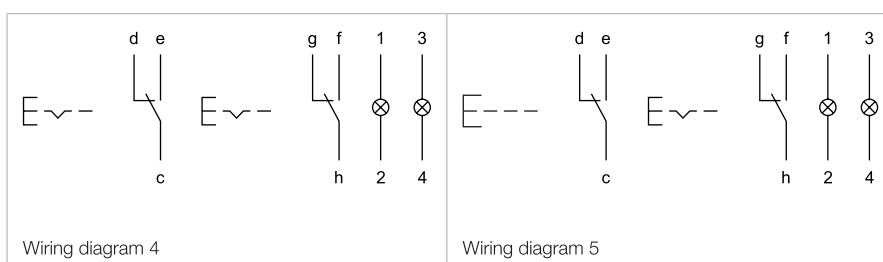 d e g f 1 3 d e g f 1 3
c h 2 4 c h 2 4
Wiring diagram 4 Wiring diagram 5